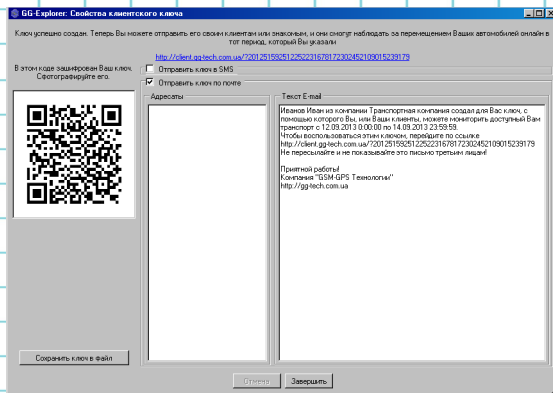 GG-Explorer: Свойства клиентского ключа
Ключ успешно создан. Теперь Вы можете отправить его своим клиентам или знакомым, и они смогут наблюдать за перемещением Ваших автомобилей онлайн в
тот период, который Вы указали
http://client.gg-tech.com.ua/?20125159251225223167817230245210901523917​9
В этом коде зашифрован Ваш ключ.
Сфотографируйте его.
Отправить ключ в SMS
Отправить ключ по почте
Адресаты
Текст E-mail
Иванов Иван из компании Транспортная компания создал для Вас ключ, с
помощью которого Вы, или Ваши клиенты, можете мониторить доступный Вам
транспорт с 12.09.2013 0:00:00 по 14.09.2013 23:59:59.
Чтобы воспользоваться этим ключом, перейдите по ссылке
http://client.gg-tech.com.ua/?2012515925122522316781723024521090152391​79
Не пересылайте и не показывайте это письмо третьим лицам!
Приятной работы!
Компания "GSM-GPS Технологии"
http://gg-tech.com.ua
Сохранить ключ в файл
Отмена
Завершить